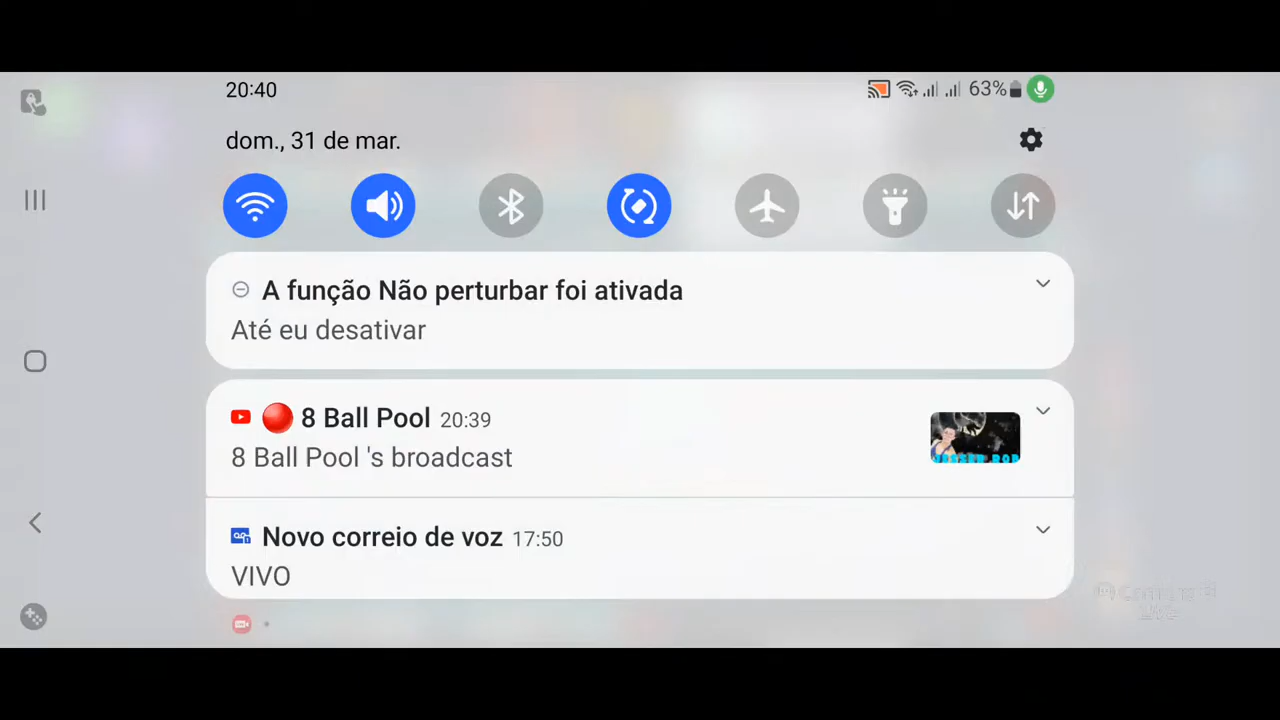 20:40
63%
dom., 31 de mar.
A função Não perturbar foi ativada
Até eu desativar
8 Ball Pool 20:39
8 Ball Pool 's broadcast
Novo correio de voz 17:50
VIVO